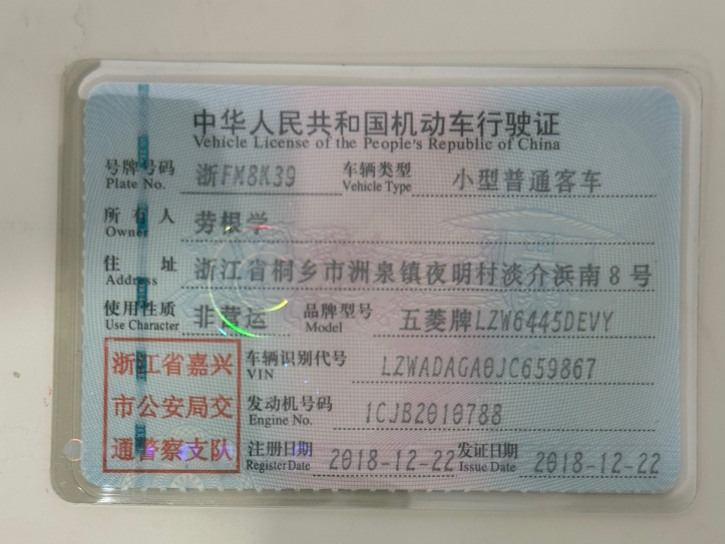 中华人民共和国机动车行驶证
Vehicle License of the People's Republic of China
号牌号码 浙FM8K39 车辆类型 小型普通客车
Plate No. Vehicle Type
所有人 劳根学
Owner
住址 浙江省桐乡市洲泉镇夜明村淡介浜南8号
Address
使用性质 非营运 品牌型号 五菱牌LZW6445DEVY
Use Character Model
浙江省嘉兴 车辆识别代号 LZWADAGA0JC659867
VIN
市公安局交 发动机号码 1CJB2010788
Engine No.
通警察支队 注册日期 2018-12-22 发证日期 2018-12-22
Register Date Issue Date